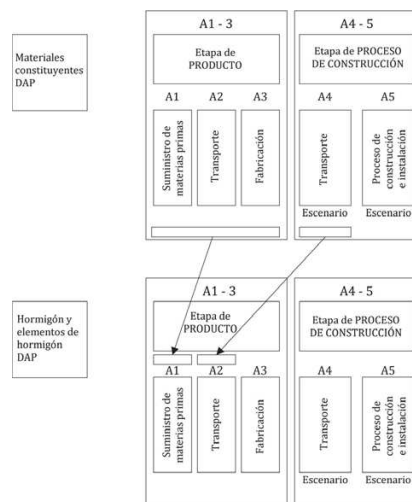 A1 - 3
A4 - 5
Materiales
constituyentes
DAP
Etapa de
PRODUCTO
Etapa de PROCESO
DE CONSTRUCCIÓN
A1
A2
A3
A4
A5
Suministro de
materias primas
Transporte
Fabricación
Transporte
Proceso de
construcción
e instalación
Escenario
Escenario
A1 - 3
A4 - 5
Hormigón y
elementos de
hormigón
DAP
Etapa de
PRODUCTO
Etapa de PROCESO
DE CONSTRUCCIÓN
A1
A2
A3
A4
A5
Suministro de
materias primas
Transporte
Fabricación
Transporte
Proceso de
construcción
e instalación
Escenario
Escenario